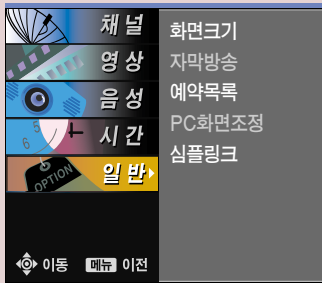 채널
영상
음성
시간
일반
OPTION
이동
메뉴 이전
화면크기
자막방송
예약목록
PC화면조정
심플링크